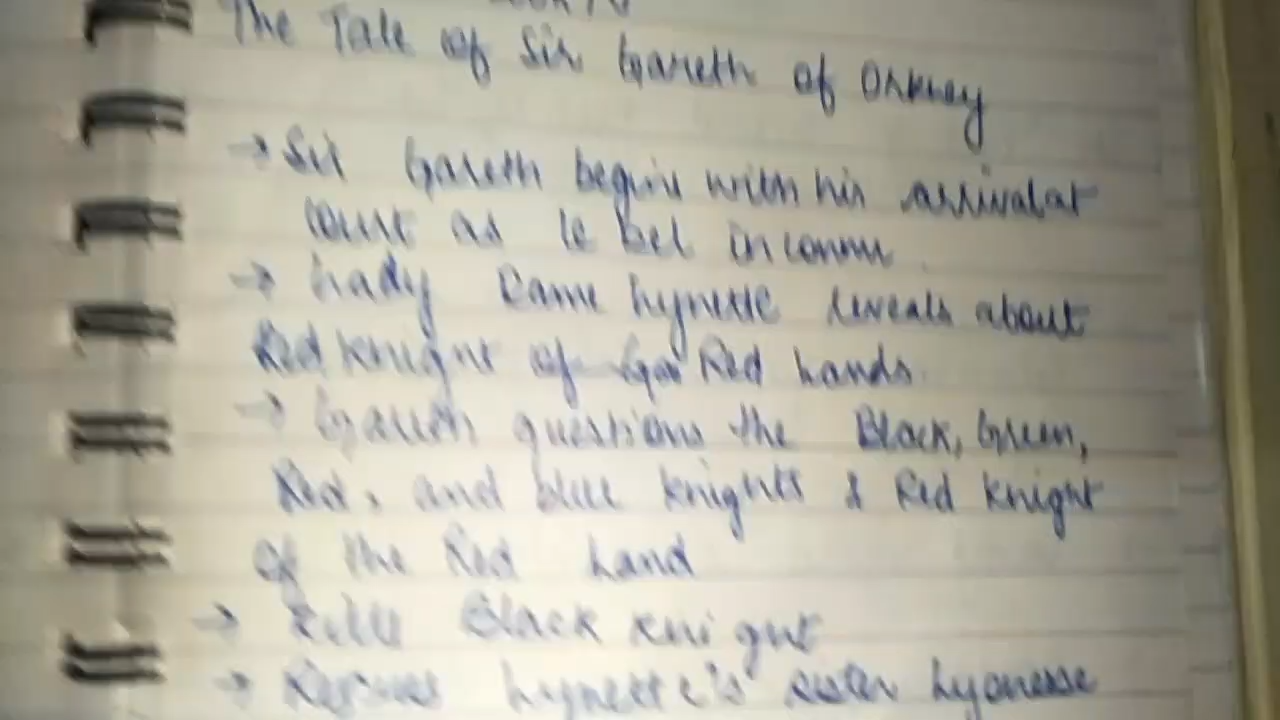 The Tale of Sir Gareth of Orkney
→ Sir Gareth begins with his arrival at
court as le bel inconnu.
→ Lady Dame Lynette reveals about
Red Knight of Red Lands.
→ Gareth questions the Black, Green,
Red, and blue knights & Red Knight
of the Red Land
→ Kills Black Knight
→ Rescues Lynette's sister Lyonesse